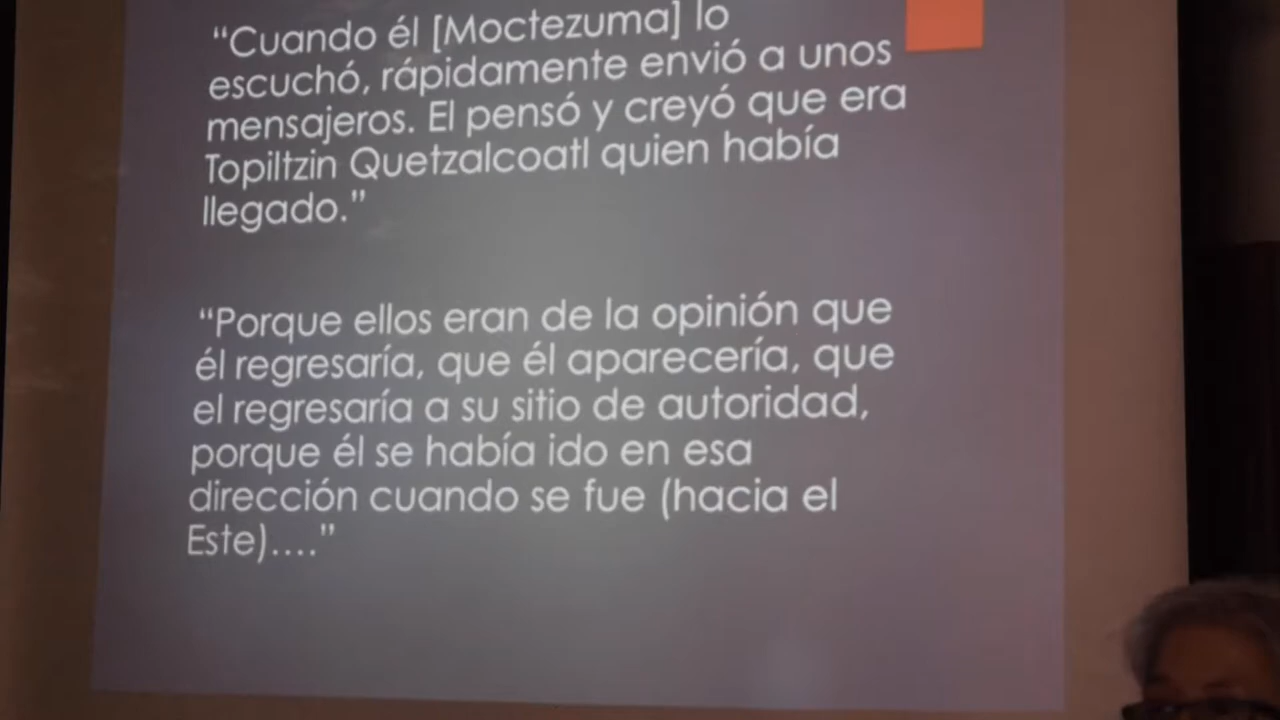 “Cuando él [Moctezuma] lo
escuchó, rápidamente envió a unos
mensajeros. El pensó y creyó que era
Topiltzin Quetzalcoatl quien había
llegado.”
“Porque ellos eran de la opinión que
él regresaría, que él aparecería, que
el regresaría a su sitio de autoridad,
porque él se había ido en esa
dirección cuando se fue (hacia el
Este)....”